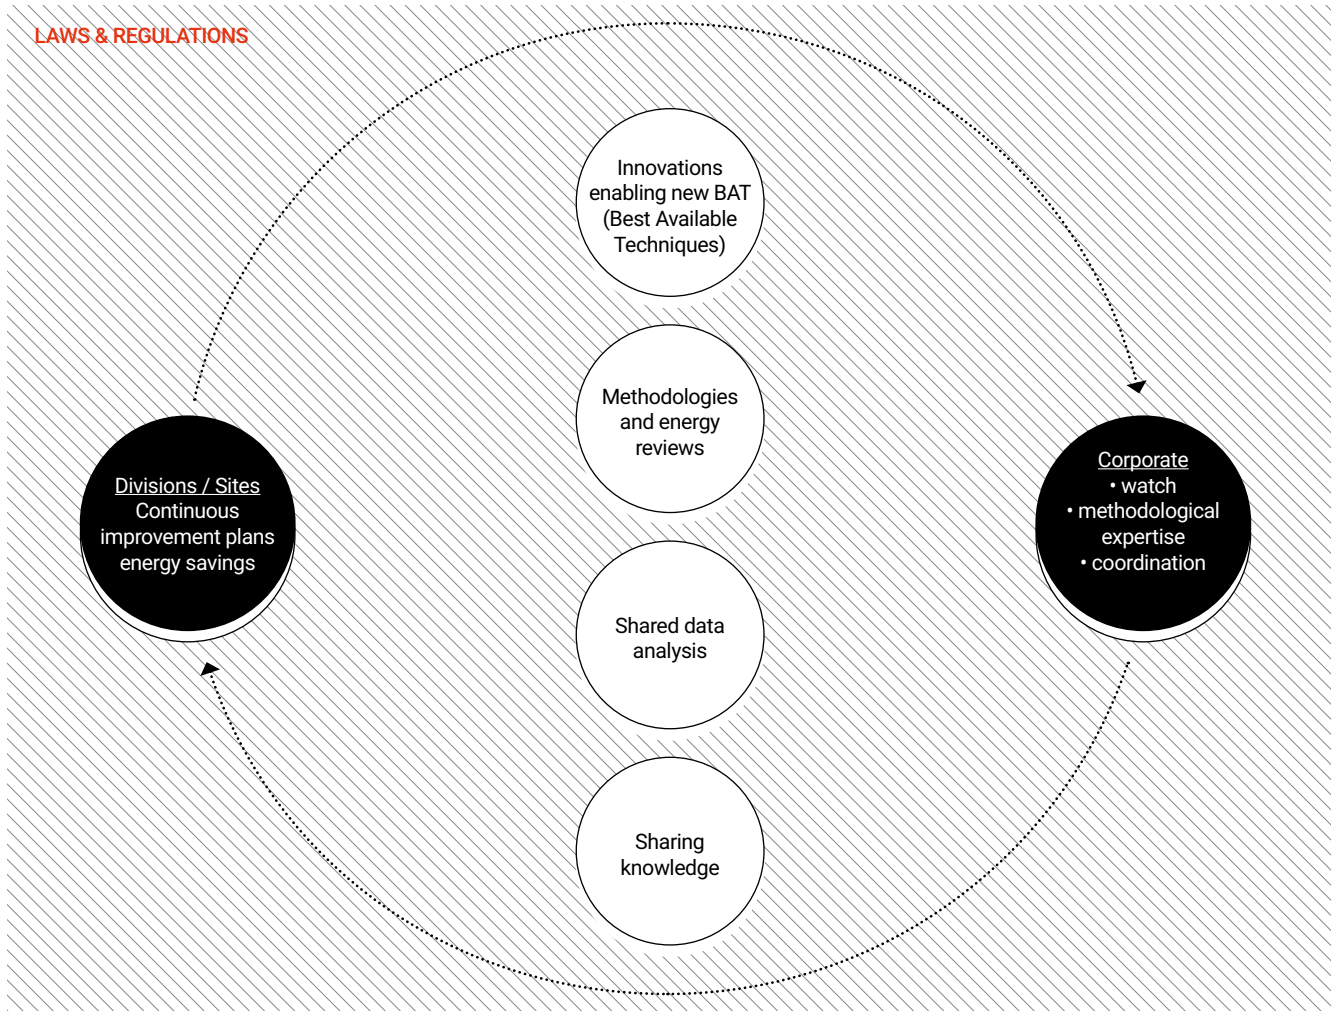 LAWS & REGULATIONS
Innovations
enabling new BAT
(Best Available
Techniques)
Methodologies
and energy
reviews
Divisions / Sites
Continuous
improvement plans
energy savings
Corporate
• watch
• methodological
expertise
• coordination
Shared data
analysis
Sharing
knowledge